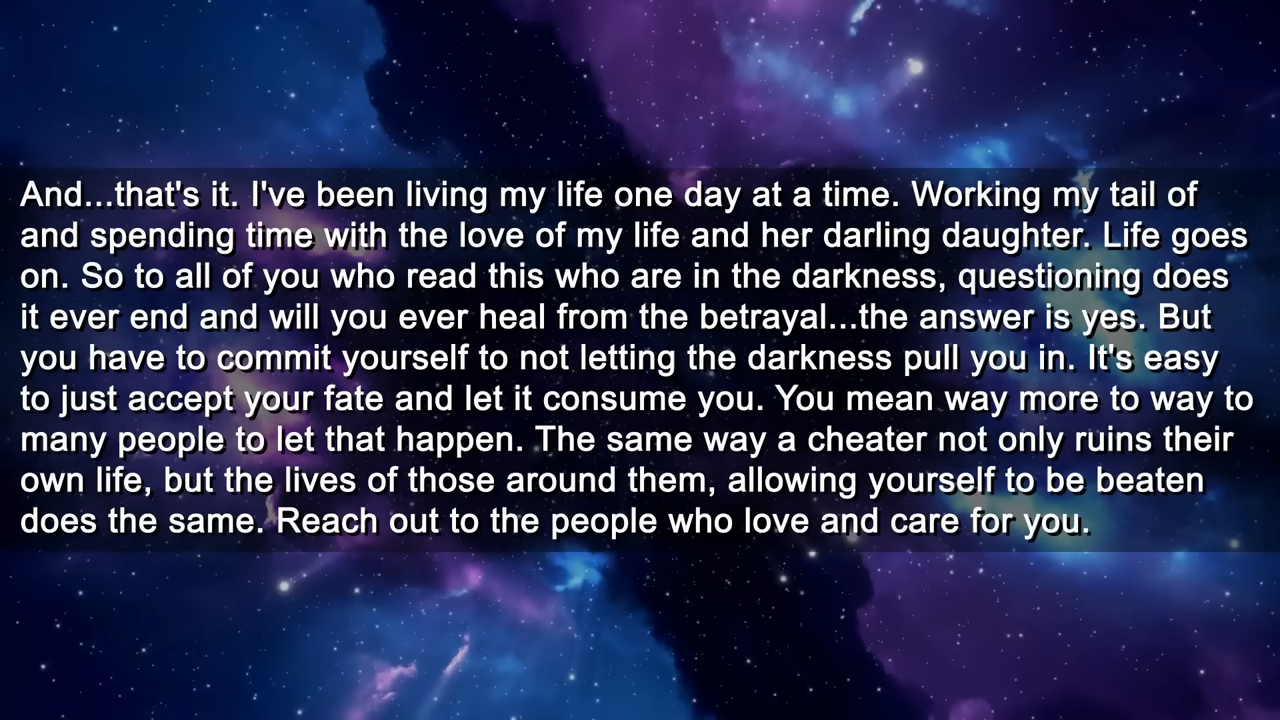 And...that's it. I've been living my life one day at a time. Working my tail of
and spending time with the love of my life and her darling daughter. Life goes
on. So to all of you who read this who are in the darkness, questioning does
it ever end and will you ever heal from the betrayal...the answer is yes. But
you have to commit yourself to not letting the darkness pull you in. It's easy
to just accept your fate and let it consume you. You mean way more to way to
many people to let that happen. The same way a cheater not only ruins their
own life, but the lives of those around them, allowing yourself to be beaten
does the same. Reach out to the people who love and care for you.